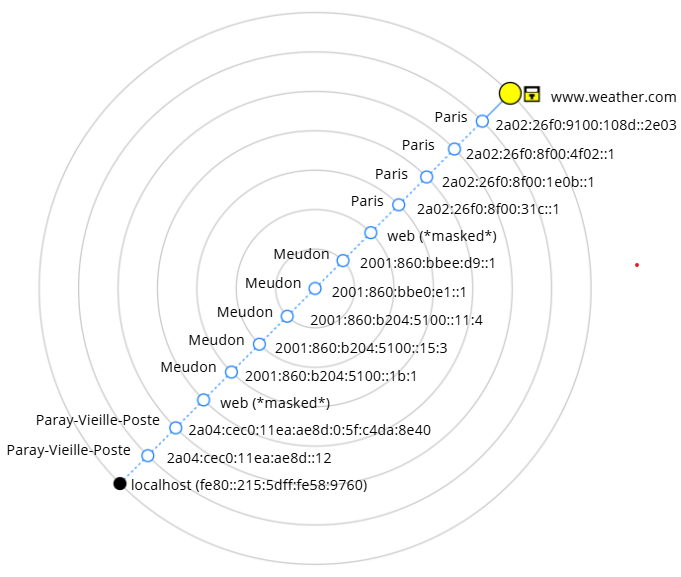 www.weather.com
Paris 2a02:26f0:9100:108d::2e03
Paris 2a02:26f0:8f00:4f02::1
Paris 2a02:26f0:8f00:1e0b::1
Paris 2a02:26f0:8f00:31c::1
web (*masked*)
Meudon 2001:860:bbee:d9::1
Meudon 2001:860:bbe0:e1::1
Meudon 2001:860:b204:5100::11:4
Meudon 2001:860:b204:5100::15:3
Meudon 2001:860:b204:5100::1b:1
web (*masked*)
Paray-Vieille-Poste 2a04:cec0:11ea:ae8d:0:5f:c4da:8e40
Paray-Vieille-Poste 2a04:cec0:11ea:ae8d::12
localhost (fe80::215:5dff:fe58:9760)